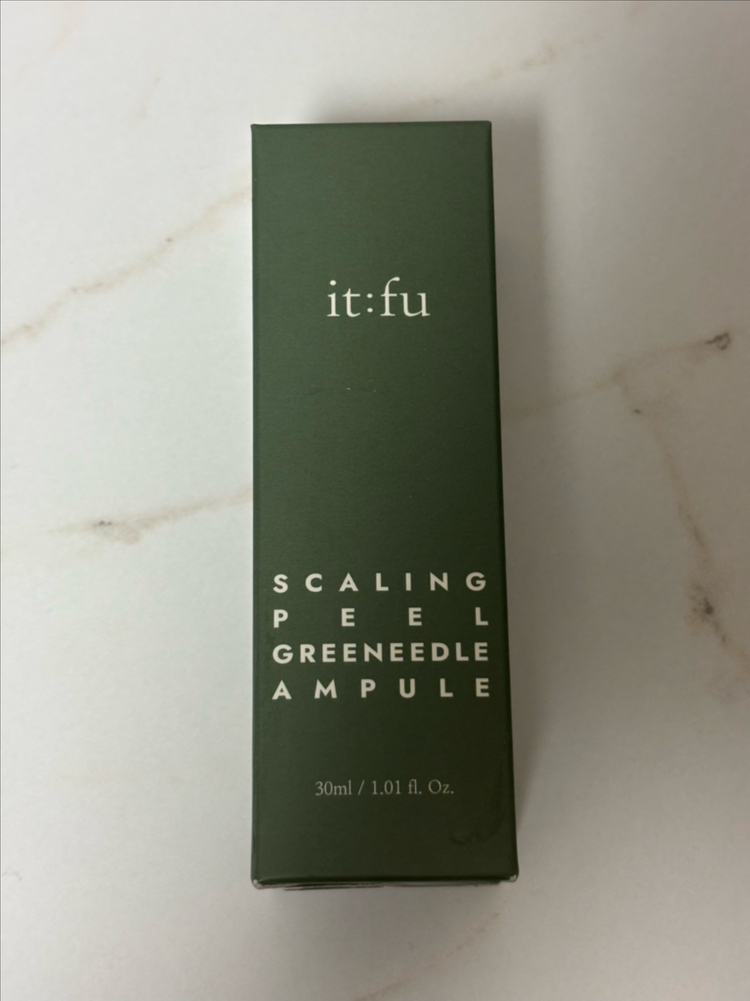 it:fu
SCALING
PEEL
GREENEEDLE
AMPULE
30ml / 1.01 fl. Oz.